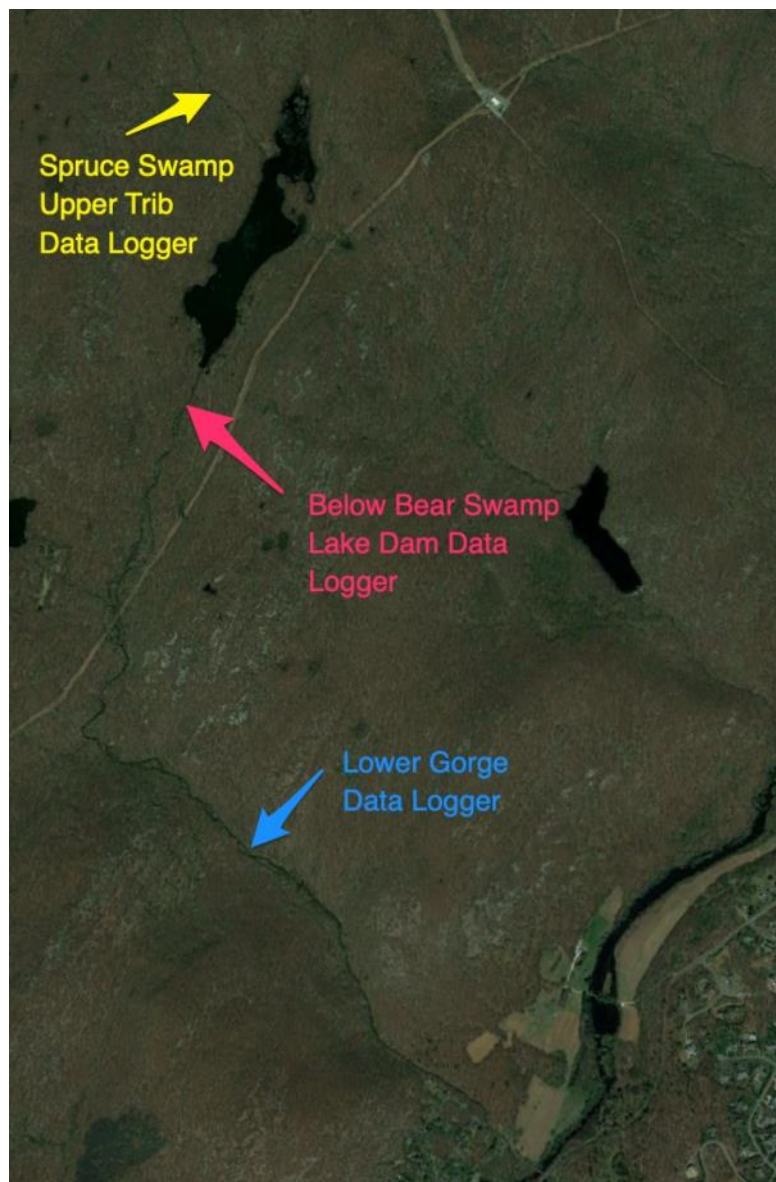 Spruce Swamp
Upper Trib
Data Logger
Below Bear Swamp
Lake Dam Data
Logger
Lower Gorge
Data Logger